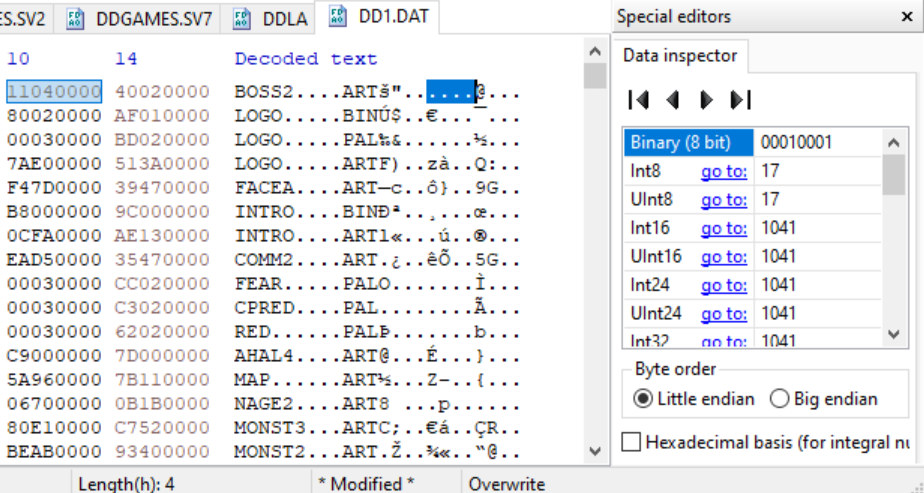 ES.SV2 DDGAMES.SV7 DDLA DD1.DAT
10 14 Decoded text
11040000 40020000 BOSS2....ARTš"......@...
80020000 AF010000 LOGO.....BINÚ$..€...¯...
00030000 BD020000 LOGO.....PAL‰&......½...
7AE00000 513A0000 LOGO.....ARTF)..zà..Q:..
F47D0000 39470000 FACEA....ART—c..ô}..9G..
B8000000 9C000000 INTRO....BINÐª..¸...œ...
0CFA0000 AE130000 INTRO....ART1«...ú..®...
EAD50000 35470000 COMM2....ART.¿..êÕ..5G..
00030000 CC020000 FEAR.....PALO.......Ì...
00030000 C3020000 CPRED....PAL........Ã...
00030000 62020000 RED......PALÞ.......b...
C9000000 7D000000 AHAL4....ART@...É...}...
5A960000 7B110000 MAP......ART½...Z–..{...
06700000 0B1B0000 NAGE2....ART8 ...p......
80E10000 C7520000 MONST3...ARTC;..€á..ÇR..
BEAB0000 93400000 MONST2...ART.Ž..¾«..“@..
Length(h): 4 * Modified * Overwrite
Special editors x
Data inspector
Binary (8 bit) 00010001
Int8 go to: 17
UInt8 go to: 17
Int16 go to: 1041
UInt16 go to: 1041
Int24 go to: 1041
UInt24 go to: 1041
Int32 go to: 1041
Byte order
Little endian Big endian
Hexadecimal basis (for integral nu